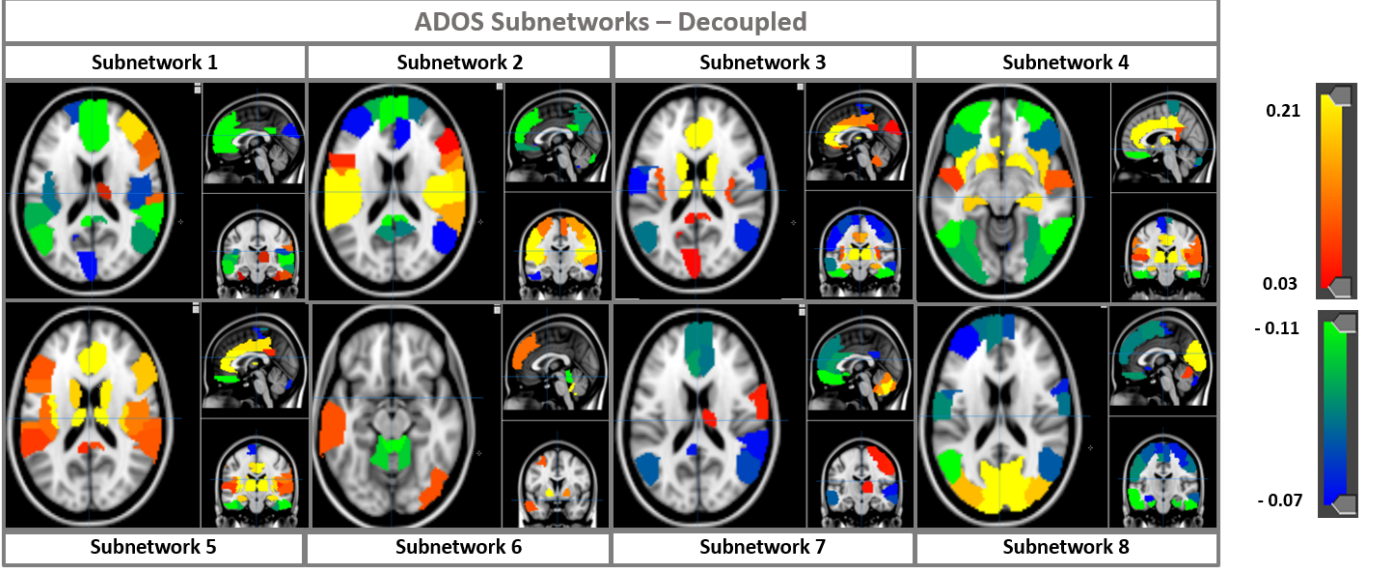 ADOS Subnetworks – Decoupled
Subnetwork 1
Subnetwork 2
Subnetwork 3
Subnetwork 4
0.21
0.03
- 0.11
- 0.07
Subnetwork 5
Subnetwork 6
Subnetwork 7
Subnetwork 8